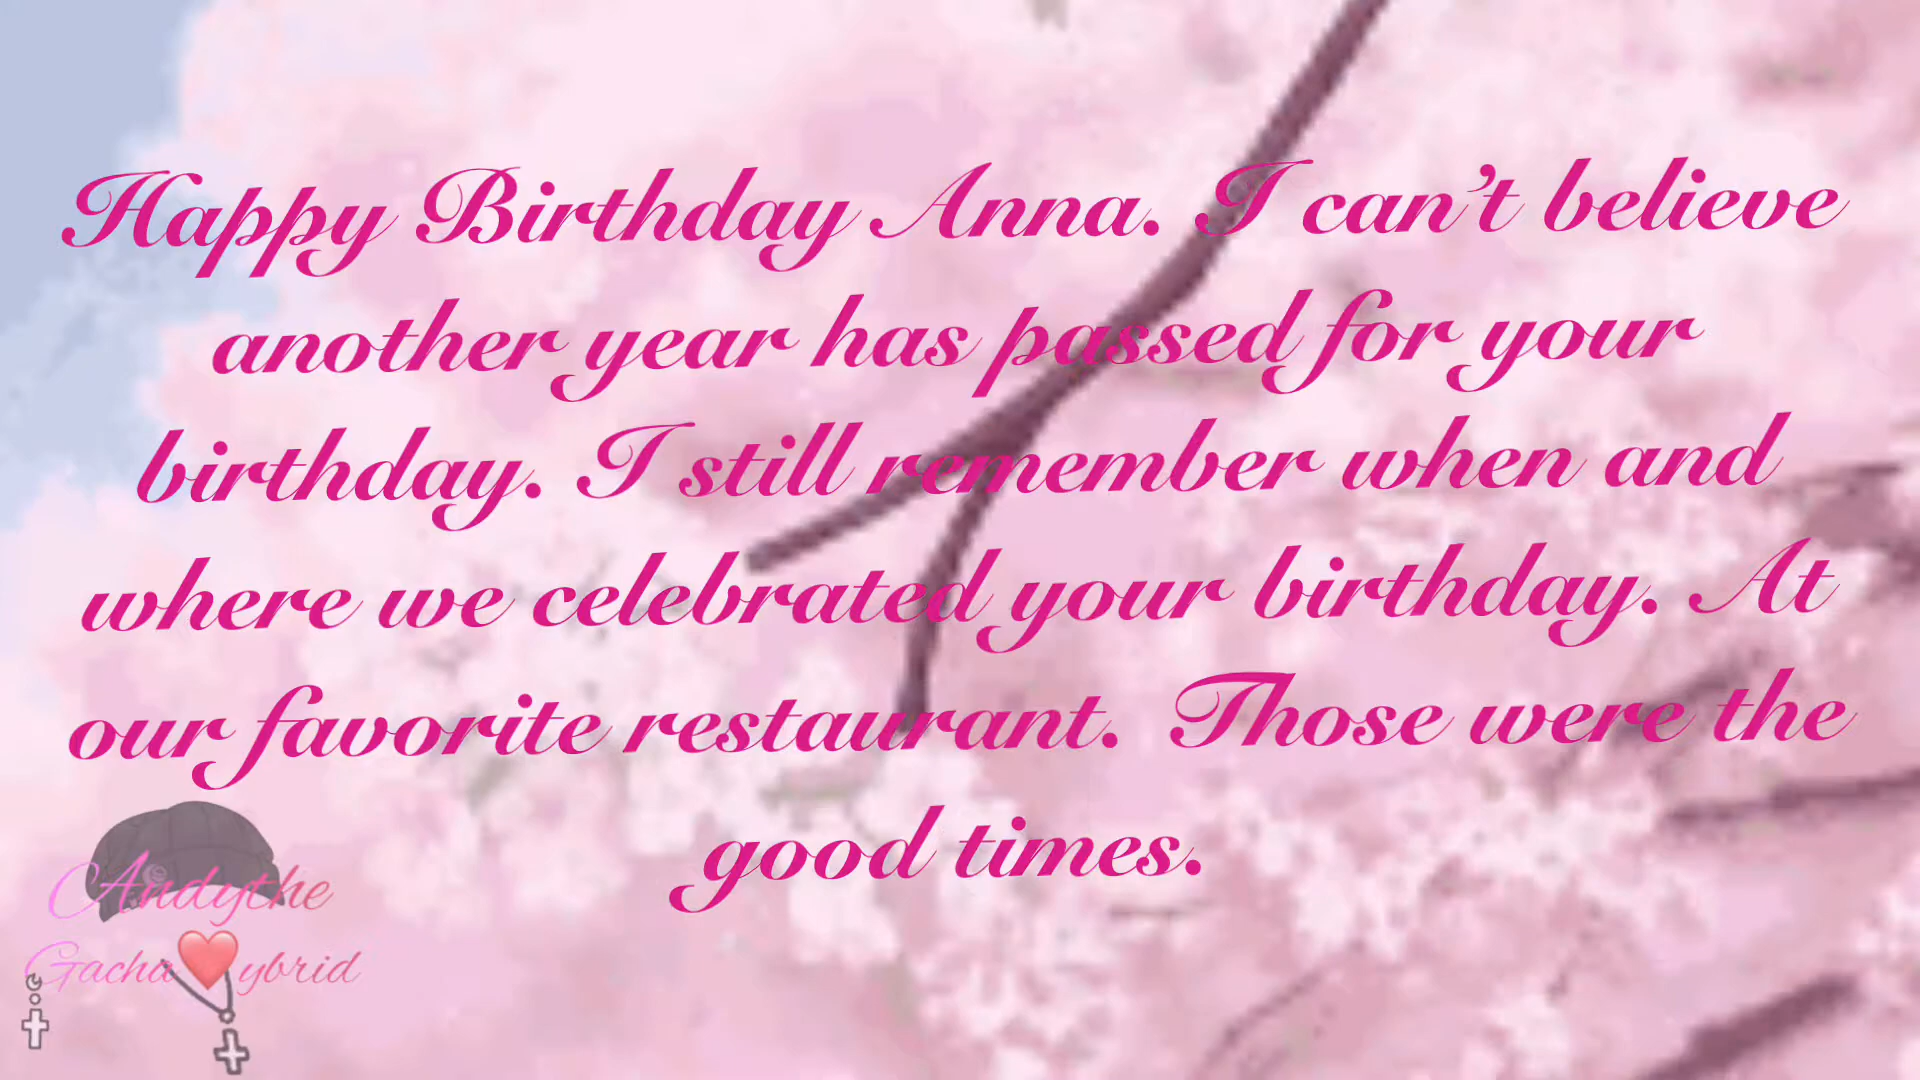 Happy Birthday Anna. I can’t believe
another year has passed for your
birthday. I still remember when and
where we celebrated your birthday. At
our favorite restaurant. Those were the
good times.
Andythe
Gacha❤️ybrid